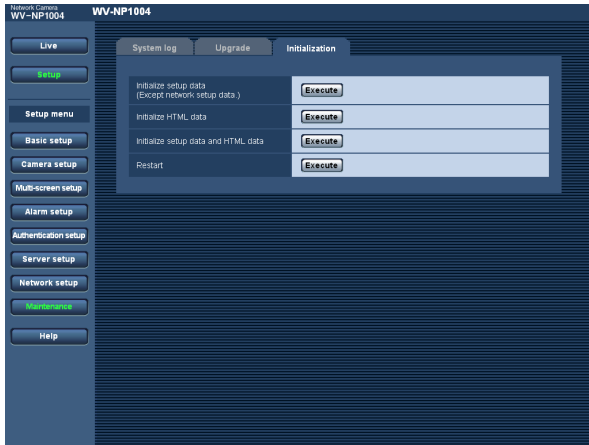 Network Camera
WV-NP1004
WV-NP1004
Live
Setup
Setup menu
Basic setup
Camera setup
Multi-screen setup
Alarm setup
Authentication setup
Server setup
Network setup
Maintenance
Help
System log
Upgrade
Initialization
Initialize setup data
(Except network setup data.)
Execute
Initialize HTML data
Execute
Initialize setup data and HTML data
Execute
Restart
Execute